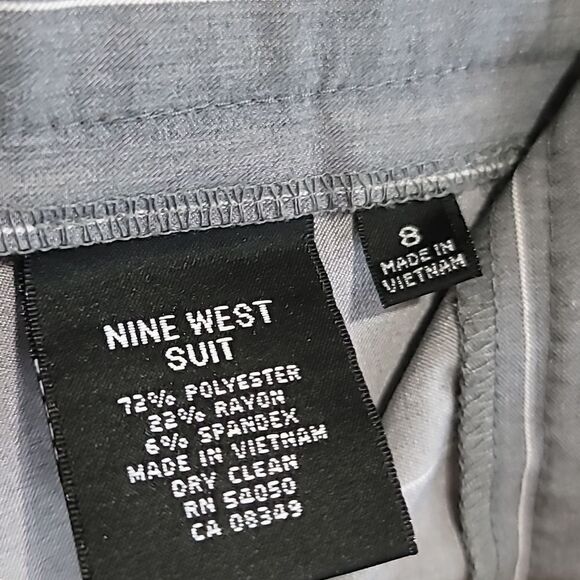 8
MADE IN
VIETNAM
NINE WEST
SUIT
72% POLYESTER
22% RAYON
6% SPANDEX
MADE IN VIETNAM
DRY CLEAN
RN 54050
CA 08349